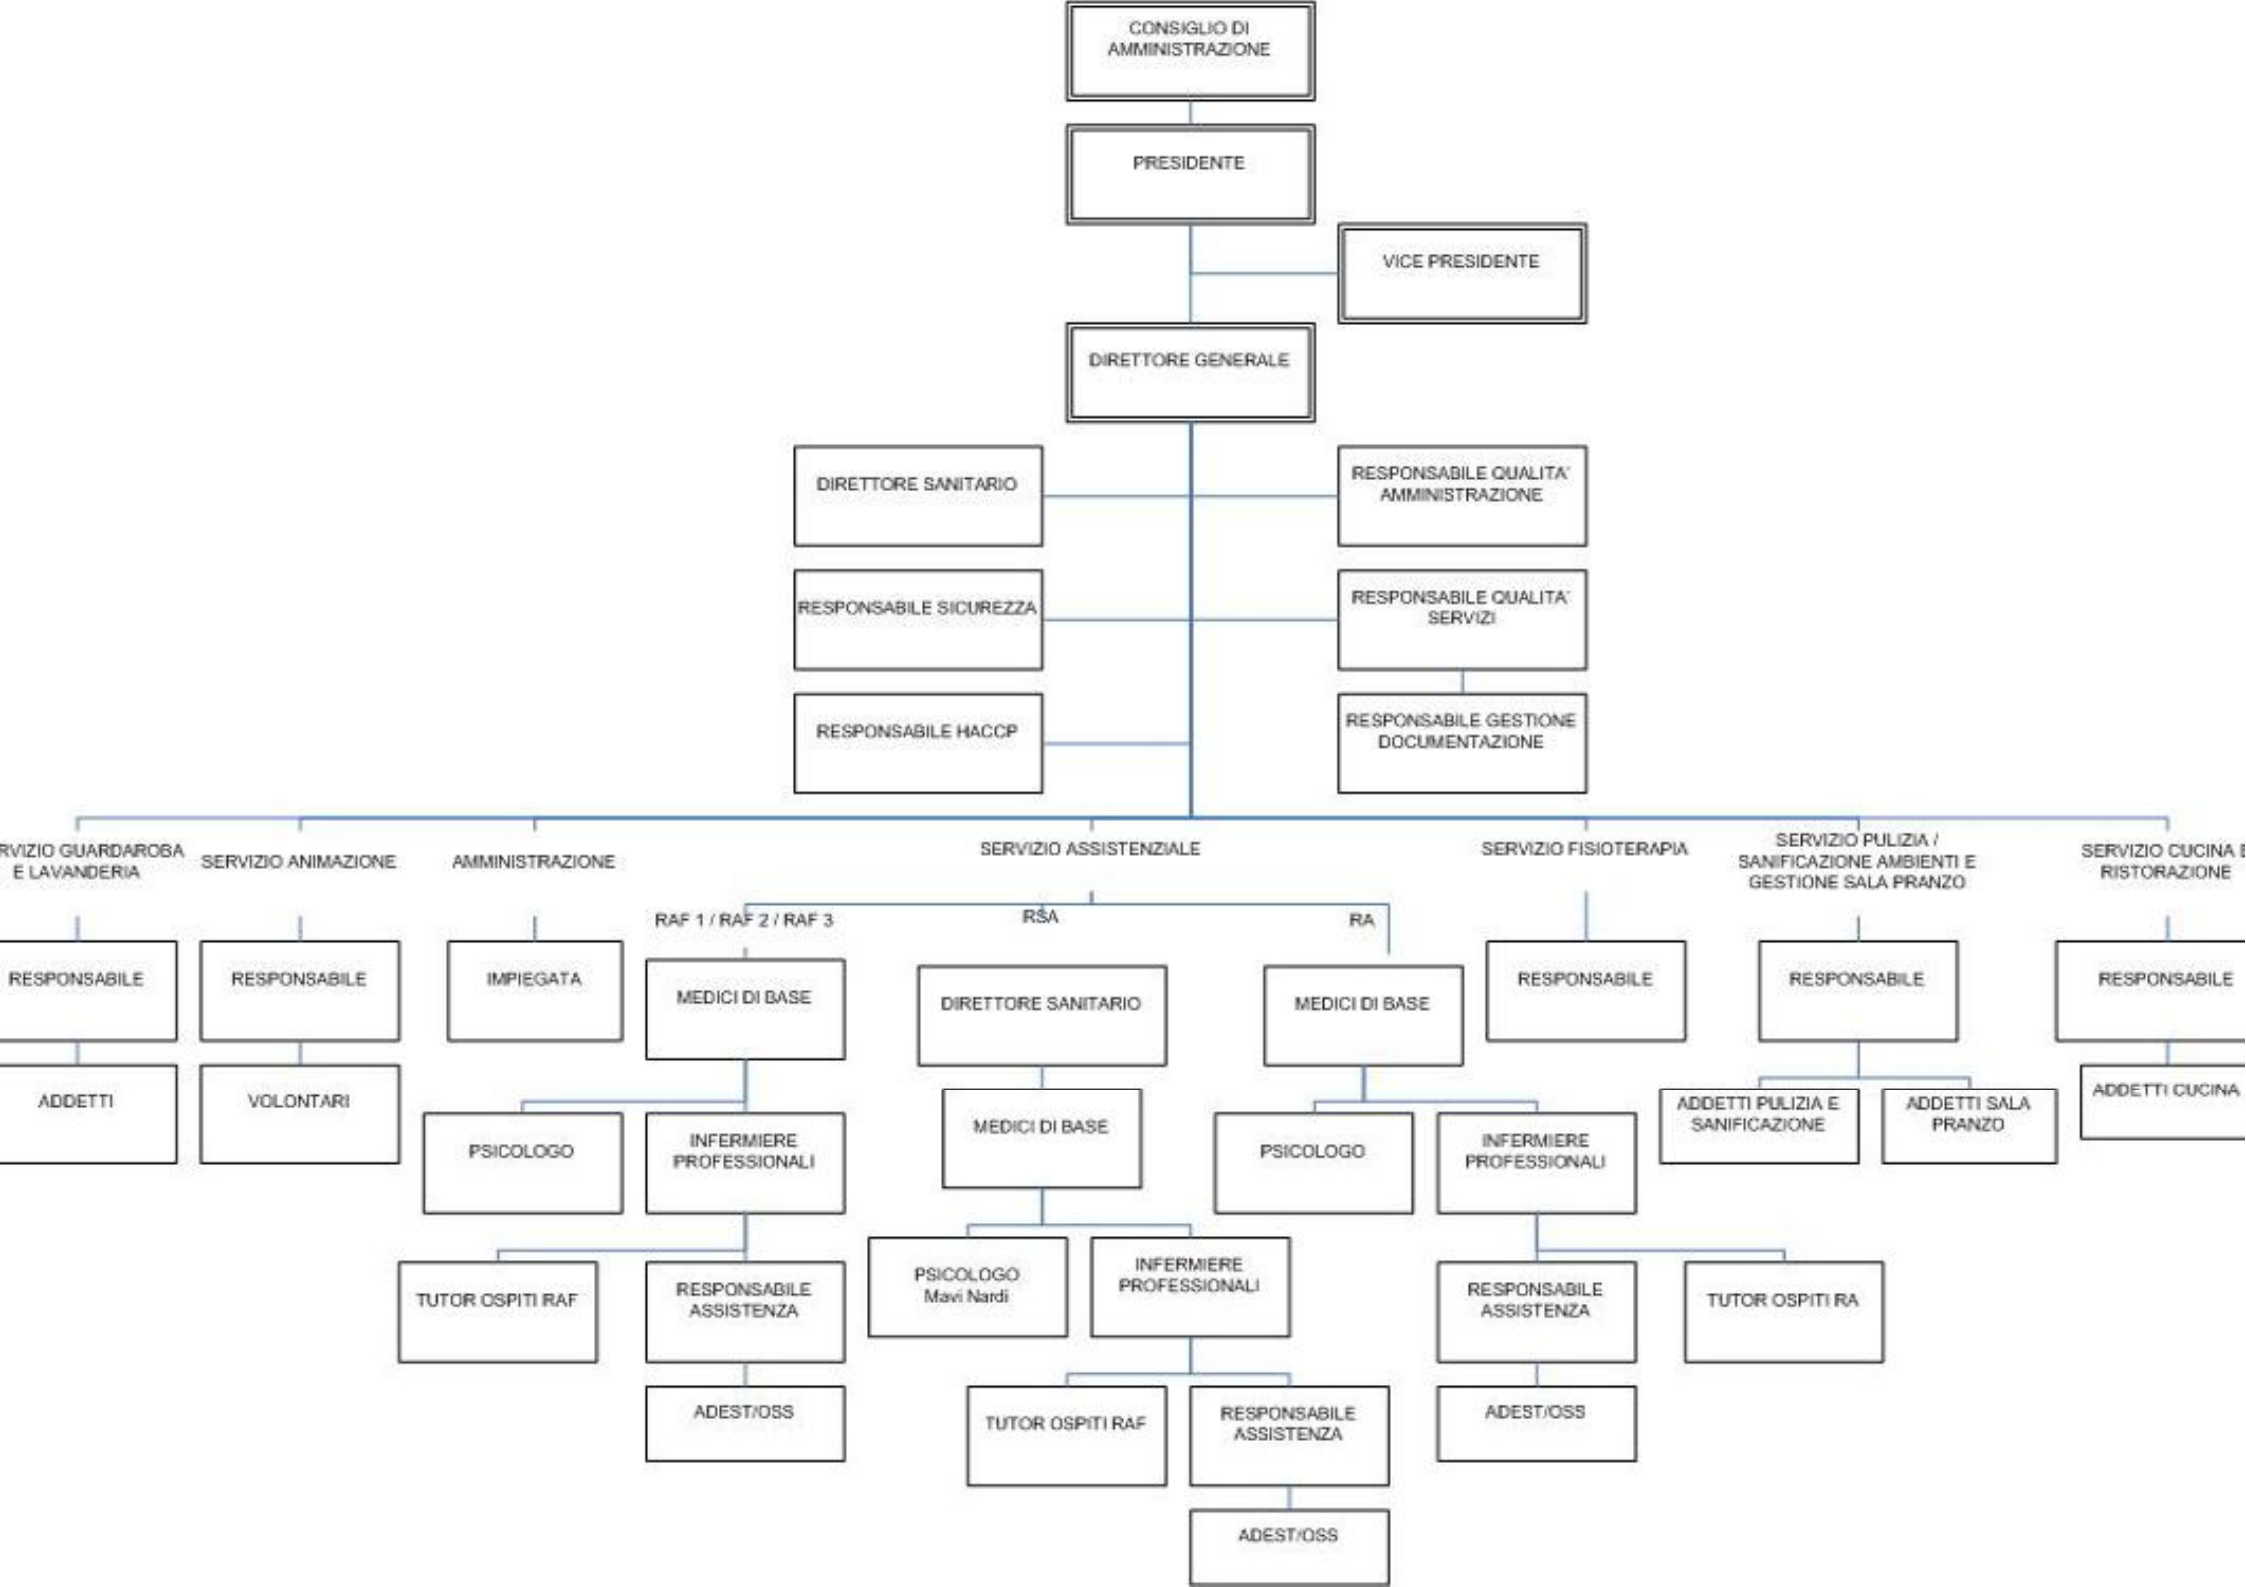 CONSIGLIO DI
AMMINISTRAZIONE
PRESIDENTE
VICE PRESIDENTE
DIRETTORE GENERALE
DIRETTORE SANITARIO
RESPONSABILE QUALITA'
AMMINISTRAZIONE
RESPONSABILE SICUREZZA
RESPONSABILE QUALITA'
SERVIZI
RESPONSABILE HACCP
RESPONSABILE GESTIONE
DOCUMENTAZIONE
RVIZIO GUARDAROBA
E LAVANDERIA
SERVIZIO ANIMAZIONE
AMMINISTRAZIONE
SERVIZIO ASSISTENZIALE
SERVIZIO FISIOTERAPIA
SERVIZIO PULIZIA /
SANIFICAZIONE AMBIENTI E
GESTIONE SALA PRANZO
SERVIZIO CUCINA E
RISTORAZIONE
RAF 1 / RAF 2 / RAF 3
RSA
RA
RESPONSABILE
RESPONSABILE
IMPIEGATA
MEDICI DI BASE
DIRETTORE SANITARIO
MEDICI DI BASE
RESPONSABILE
RESPONSABILE
RESPONSABILE
ADDETTI
VOLONTARI
PSICOLOGO
INFERMIERE
PROFESSIONALI
MEDICI DI BASE
PSICOLOGO
INFERMIERE
PROFESSIONALI
ADDETTI PULIZIA E
SANIFICAZIONE
ADDETTI SALA
PRANZO
ADDETTI CUCINA
TUTOR OSPITI RAF
RESPONSABILE
ASSISTENZA
PSICOLOGO
Mavi Nardi
INFERMIERE
PROFESSIONALI
RESPONSABILE
ASSISTENZA
TUTOR OSPITI RA
ADEST/OSS
TUTOR OSPITI RAF
RESPONSABILE
ASSISTENZA
ADEST/OSS
ADEST/OSS